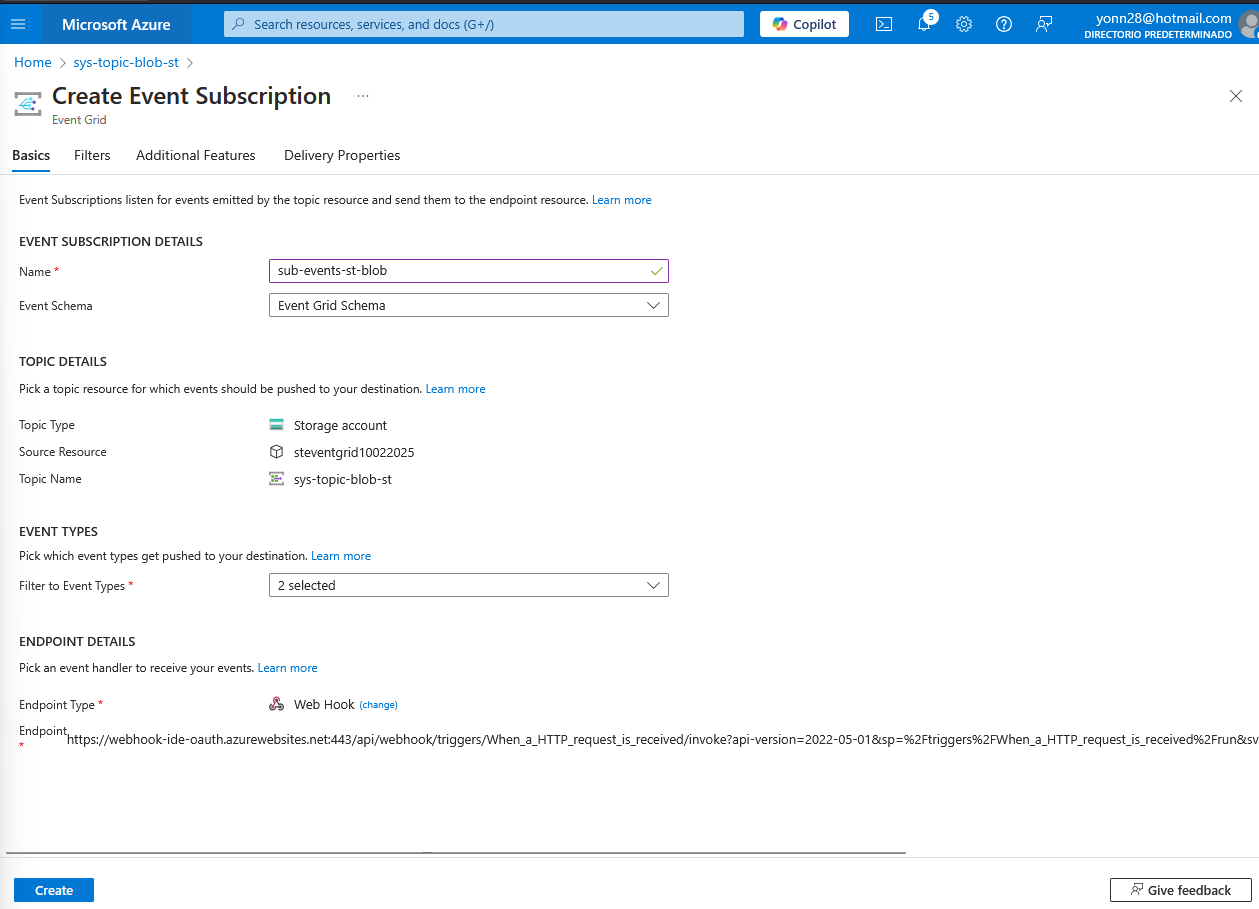 Microsoft Azure
Search resources, services, and docs (G+/)
Copilot
5
yonn28@hotmail.com
DIRECTORIO PREDETERMINADO
Home > sys-topic-blob-st >
Create Event Subscription ...
Event Grid
Basics Filters Additional Features Delivery Properties
Event Subscriptions listen for events emitted by the topic resource and send them to the endpoint resource. Learn more
EVENT SUBSCRIPTION DETAILS
Name * sub-events-st-blob
Event Schema Event Grid Schema
TOPIC DETAILS
Pick a topic resource for which events should be pushed to your destination. Learn more
Topic Type Storage account
Source Resource steventgrid10022025
Topic Name sys-topic-blob-st
EVENT TYPES
Pick which event types get pushed to your destination. Learn more
Filter to Event Types * 2 selected
ENDPOINT DETAILS
Pick an event handler to receive your events. Learn more
Endpoint Type * Web Hook (change)
Endpoint * https://webhook-ide-oauth.azurewebsites.net:443/api/webhook/triggers/When_a_HTTP_request_is_received/invoke?api-version=2022-05-01&sp=%2Ftriggers%2FWhen_a_HTTP_request_is_received%2Frun&sv
Create
Give feedback